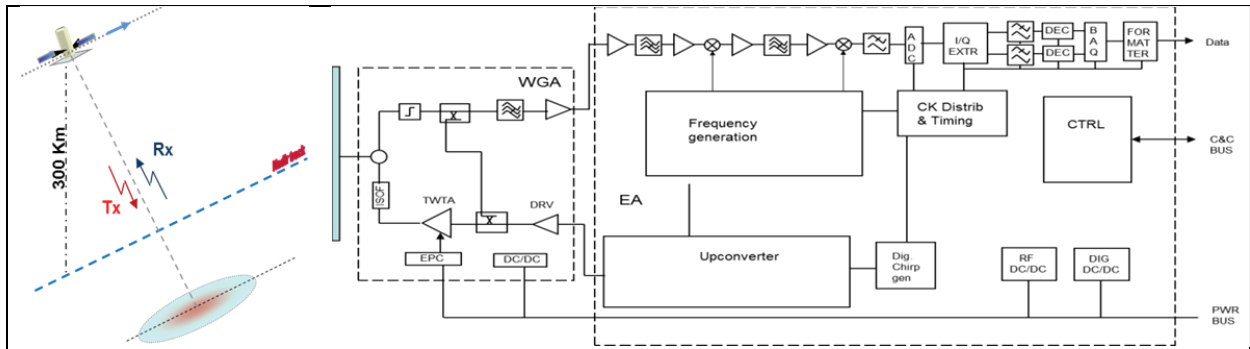 300 Km
Rx
Tx
WGA
TWTA
DRV
EPC
DC/DC
EA
Frequency
generation
Upconverter
Dig.
Chirp
gen
ADC
I/Q
EXTR
DEC
DEC
BAQ
FOR
MAT
TER
Data
CK Distrib
& Timing
CTRL
C&C
BUS
RF
DC/DC
DIG
DC/DC
PWR
BUS